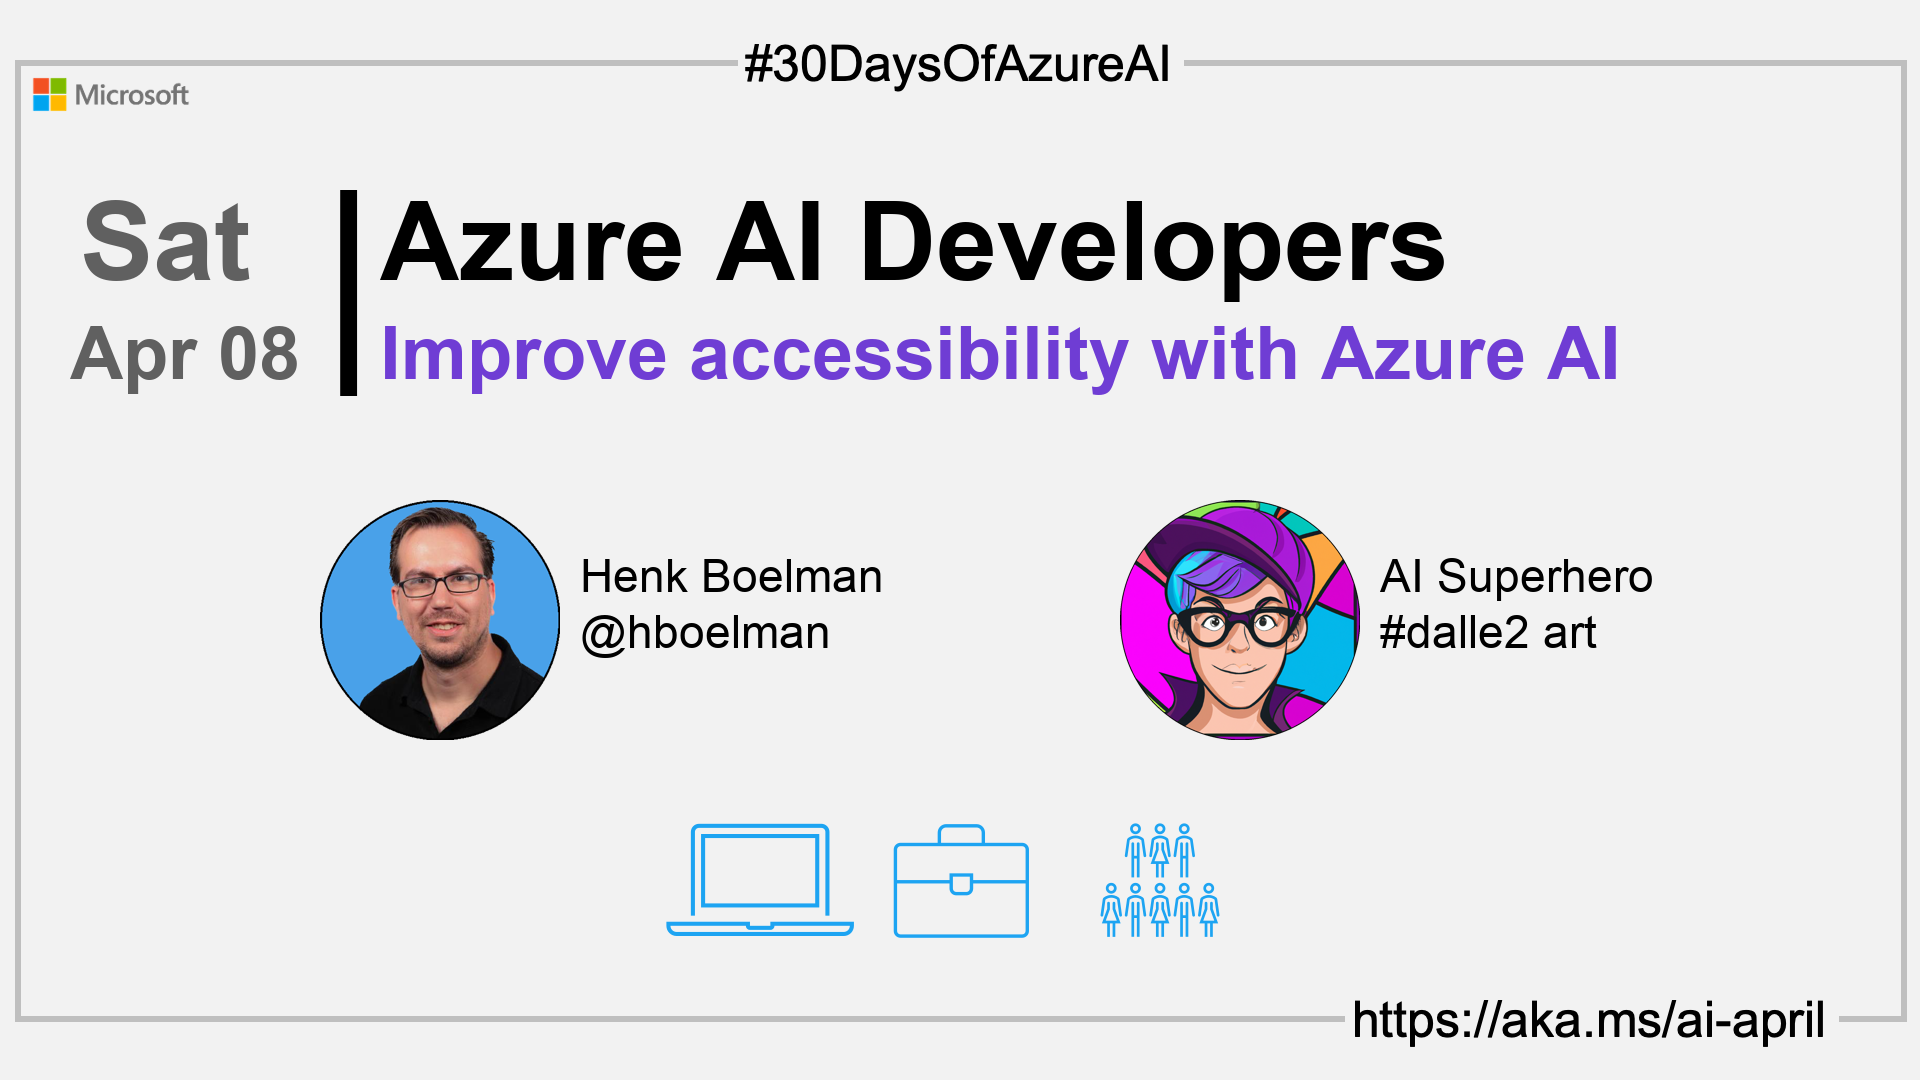 #30DaysOfAzureAI
Microsoft
Sat
Apr 08
Azure AI Developers
Improve accessibility with Azure AI
Henk Boelman
@hboelman
AI Superhero
#dalle2 art
https://aka.ms/ai-april